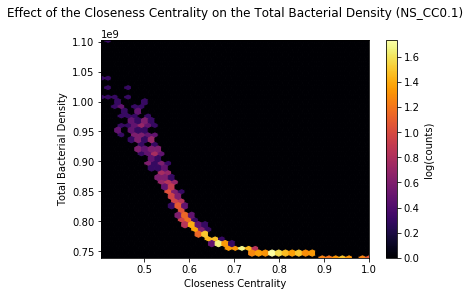 Effect of the Closeness Centrality on the Total Bacterial Density (NS_CC0.1)
1e9
1.10
1.05
1.00
0.95
0.90
0.85
0.80
0.75
Total Bacterial Density
0.5 0.6 0.7 0.8 0.9 1.0
Closeness Centrality
1.6
1.4
1.2
1.0
0.8
0.6
0.4
0.2
0.0
log(counts)